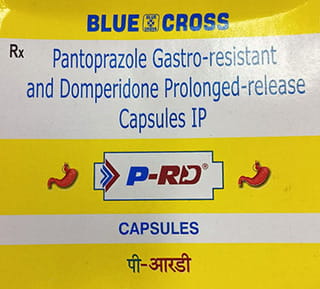 BLUE CROSS
Rx
Pantoprazole Gastro-resistant
and Domperidone Prolonged-release
Capsules IP
P-RD®
CAPSULES
पी-आरडी